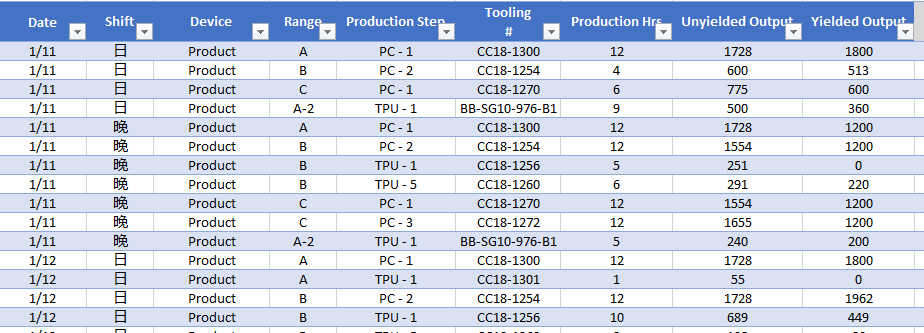 Date Shift Device Range Production Step Tooling # Production Hrs Unyielded Output Yielded Output
1/11 日 Product A PC - 1 CC18-1300 12 1728 1800
1/11 日 Product B PC - 2 CC18-1254 4 600 513
1/11 日 Product C PC - 1 CC18-1270 6 775 600
1/11 日 Product A-2 TPU - 1 BB-SG10-976-B1 9 500 360
1/11 晚 Product A PC - 1 CC18-1300 12 1728 1200
1/11 晚 Product B PC - 2 CC18-1254 12 1554 1200
1/11 晚 Product B TPU - 1 CC18-1256 5 251 0
1/11 晚 Product B TPU - 5 CC18-1260 6 291 220
1/11 晚 Product C PC - 1 CC18-1270 12 1554 1200
1/11 晚 Product C PC - 3 CC18-1272 12 1655 1200
1/11 晚 Product A-2 TPU - 1 BB-SG10-976-B1 5 240 200
1/12 日 Product A PC - 1 CC18-1300 12 1728 1800
1/12 日 Product A TPU - 1 CC18-1301 1 55 0
1/12 日 Product B PC - 2 CC18-1254 12 1728 1962
1/12 日 Product B TPU - 1 CC18-1256 10 689 449